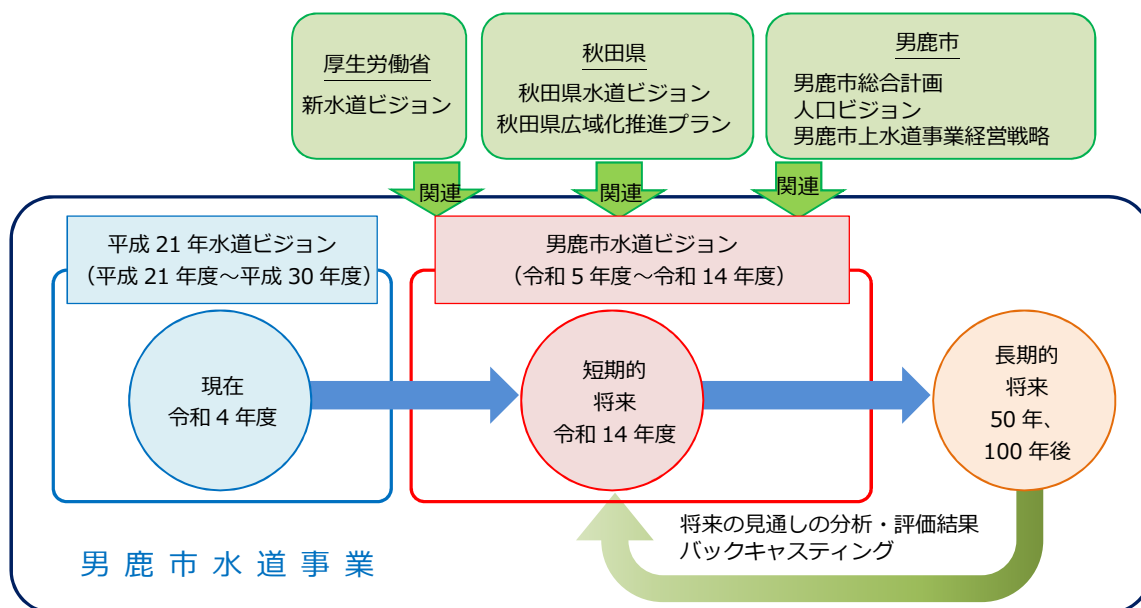 厚生労働省
新水道ビジョン
秋田県
秋田県水道ビジョン
秋田県広域化推進プラン
男鹿市
男鹿市総合計画
人口ビジョン
男鹿市上水道事業経営戦略
関連
関連
関連
平成 21 年水道ビジョン
（平成 21 年度～平成 30 年度）
男鹿市水道ビジョン
（令和 5 年度～令和 14 年度）
現在
令和 4 年度
短期的
将来
令和 14 年度
長期的
将来
50 年、
100 年後
将来の見通しの分析・評価結果
バックキャスティング
男鹿市水道事業